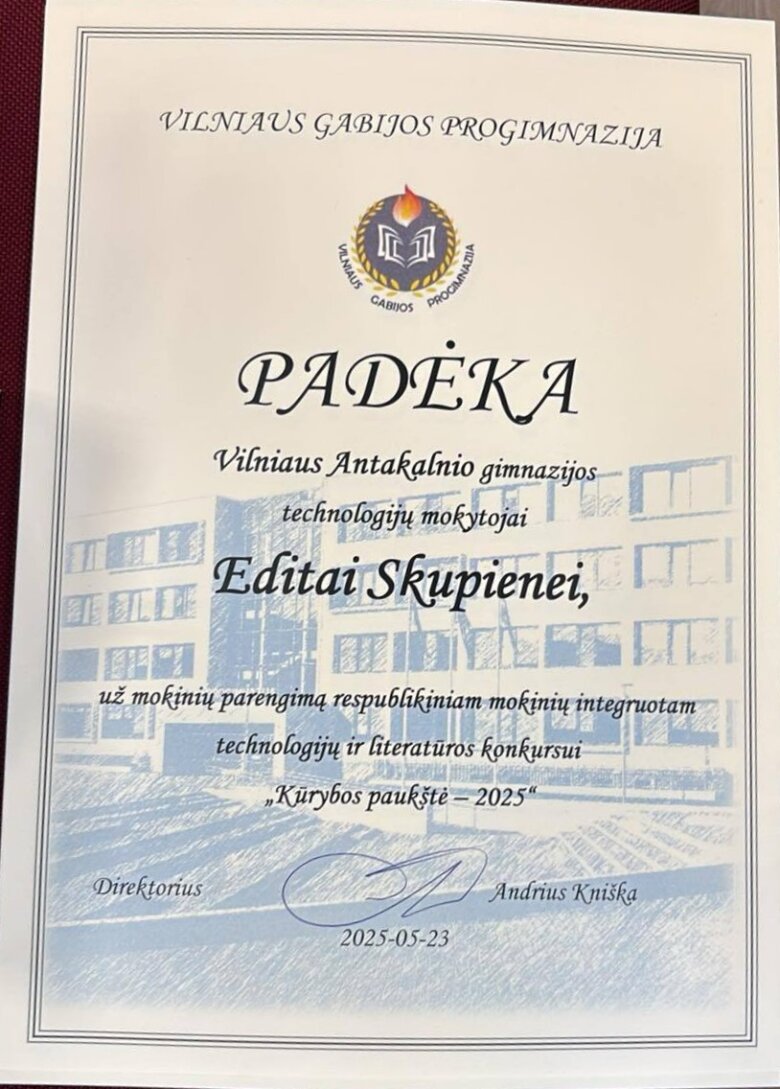 VILNIAUS GABIJOS PROGIMNAZIJA
VILNIAUS GABIJOS PROGIMNAZIJA
PADĖKA
Vilniaus Antakalnio gimnazijos
technologijų mokytojai
Editai Skupienei,
už mokinių parengimą respublikiniam mokinių integruotam
technologijų ir literatūros konkursui
„Kūrybos paukštė – 2025“
Direktorius Andrius Kniška
2025-05-23